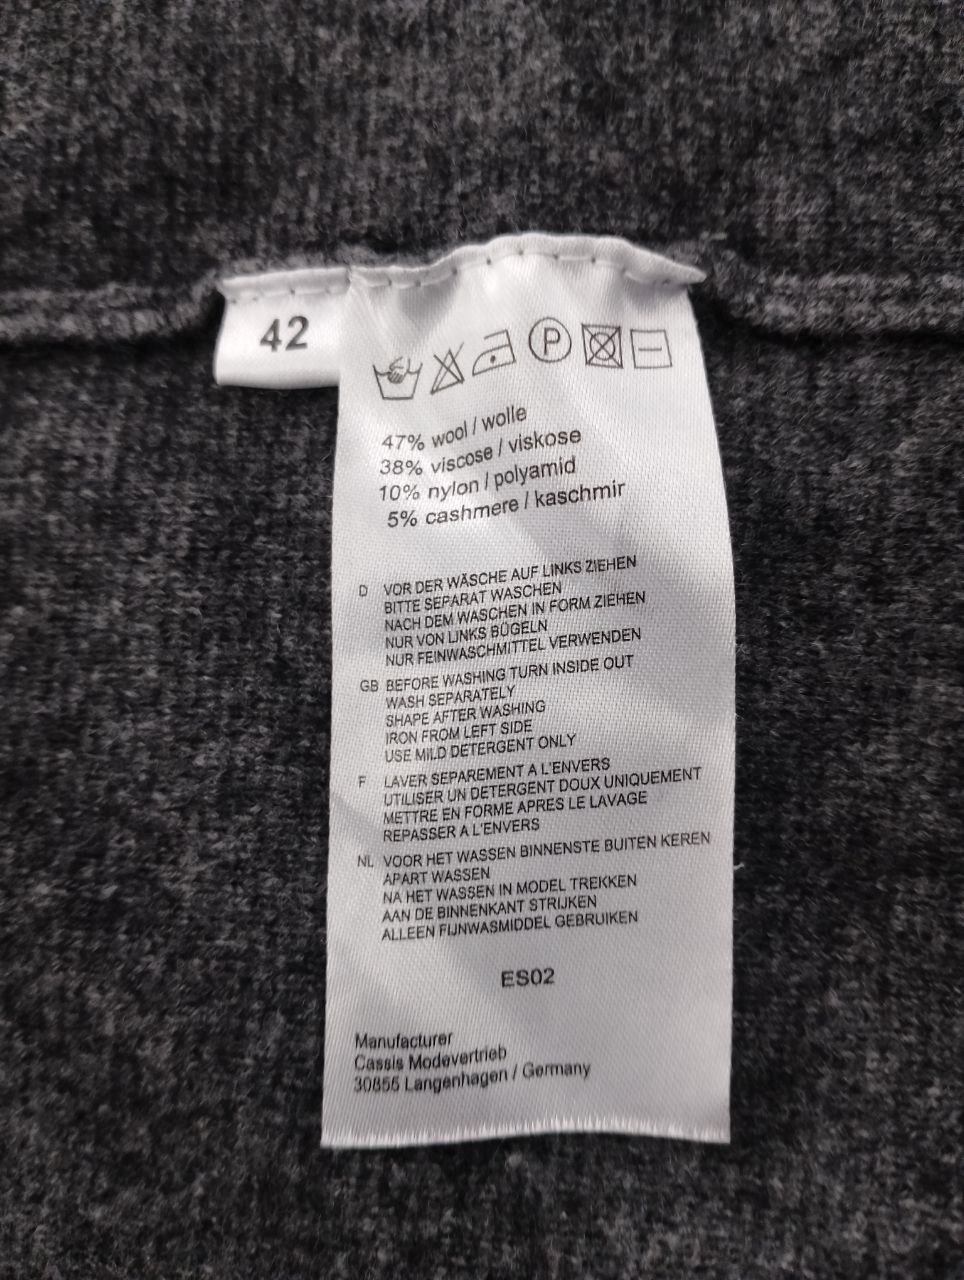 42
P
47% wool / wolle
38% viscose / viskose
10% nylon / polyamid
5% cashmere / kaschmir
D VOR DER WÄSCHE AUF LINKS ZIEHEN
BITTE SEPARAT WASCHEN
NACH DEM WASCHEN IN FORM ZIEHEN
NUR VON LINKS BÜGELN
NUR FEINWASCHMITTEL VERWENDEN
GB BEFORE WASHING TURN INSIDE OUT
WASH SEPARATELY
SHAPE AFTER WASHING
IRON FROM LEFT SIDE
USE MILD DETERGENT ONLY
F LAVER SEPAREMENT A L'ENVERS
UTILISER UN DETERGENT DOUX UNIQUEMENT
METTRE EN FORME APRES LE LAVAGE
REPASSER A L'ENVERS
NL VOOR HET WASSEN BINNENSTE BUITEN KEREN
APART WASSEN
NA HET WASSEN IN MODEL TREKKEN
AAN DE BINNENKANT STRIJKEN
ALLEEN FIJNWASMIDDEL GEBRUIKEN
ES02
Manufacturer
Cassis Modevertrieb
30855 Langenhagen / Germany